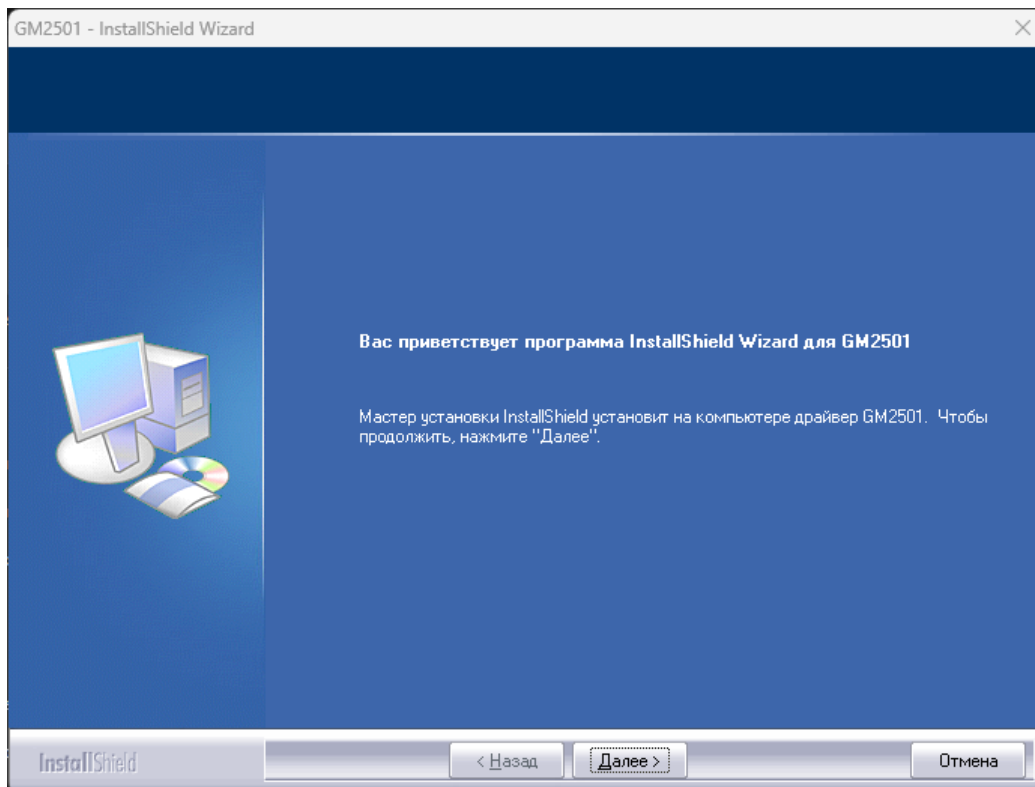 GM2501 - InstallShield Wizard
Вас приветствует программа InstallShield Wizard для GM2501
Мастер установки InstallShield установит на компьютере драйвер GM2501.  Чтобы
продолжить, нажмите "Далее".
InstallShield
< Назад
Далее >
Отмена